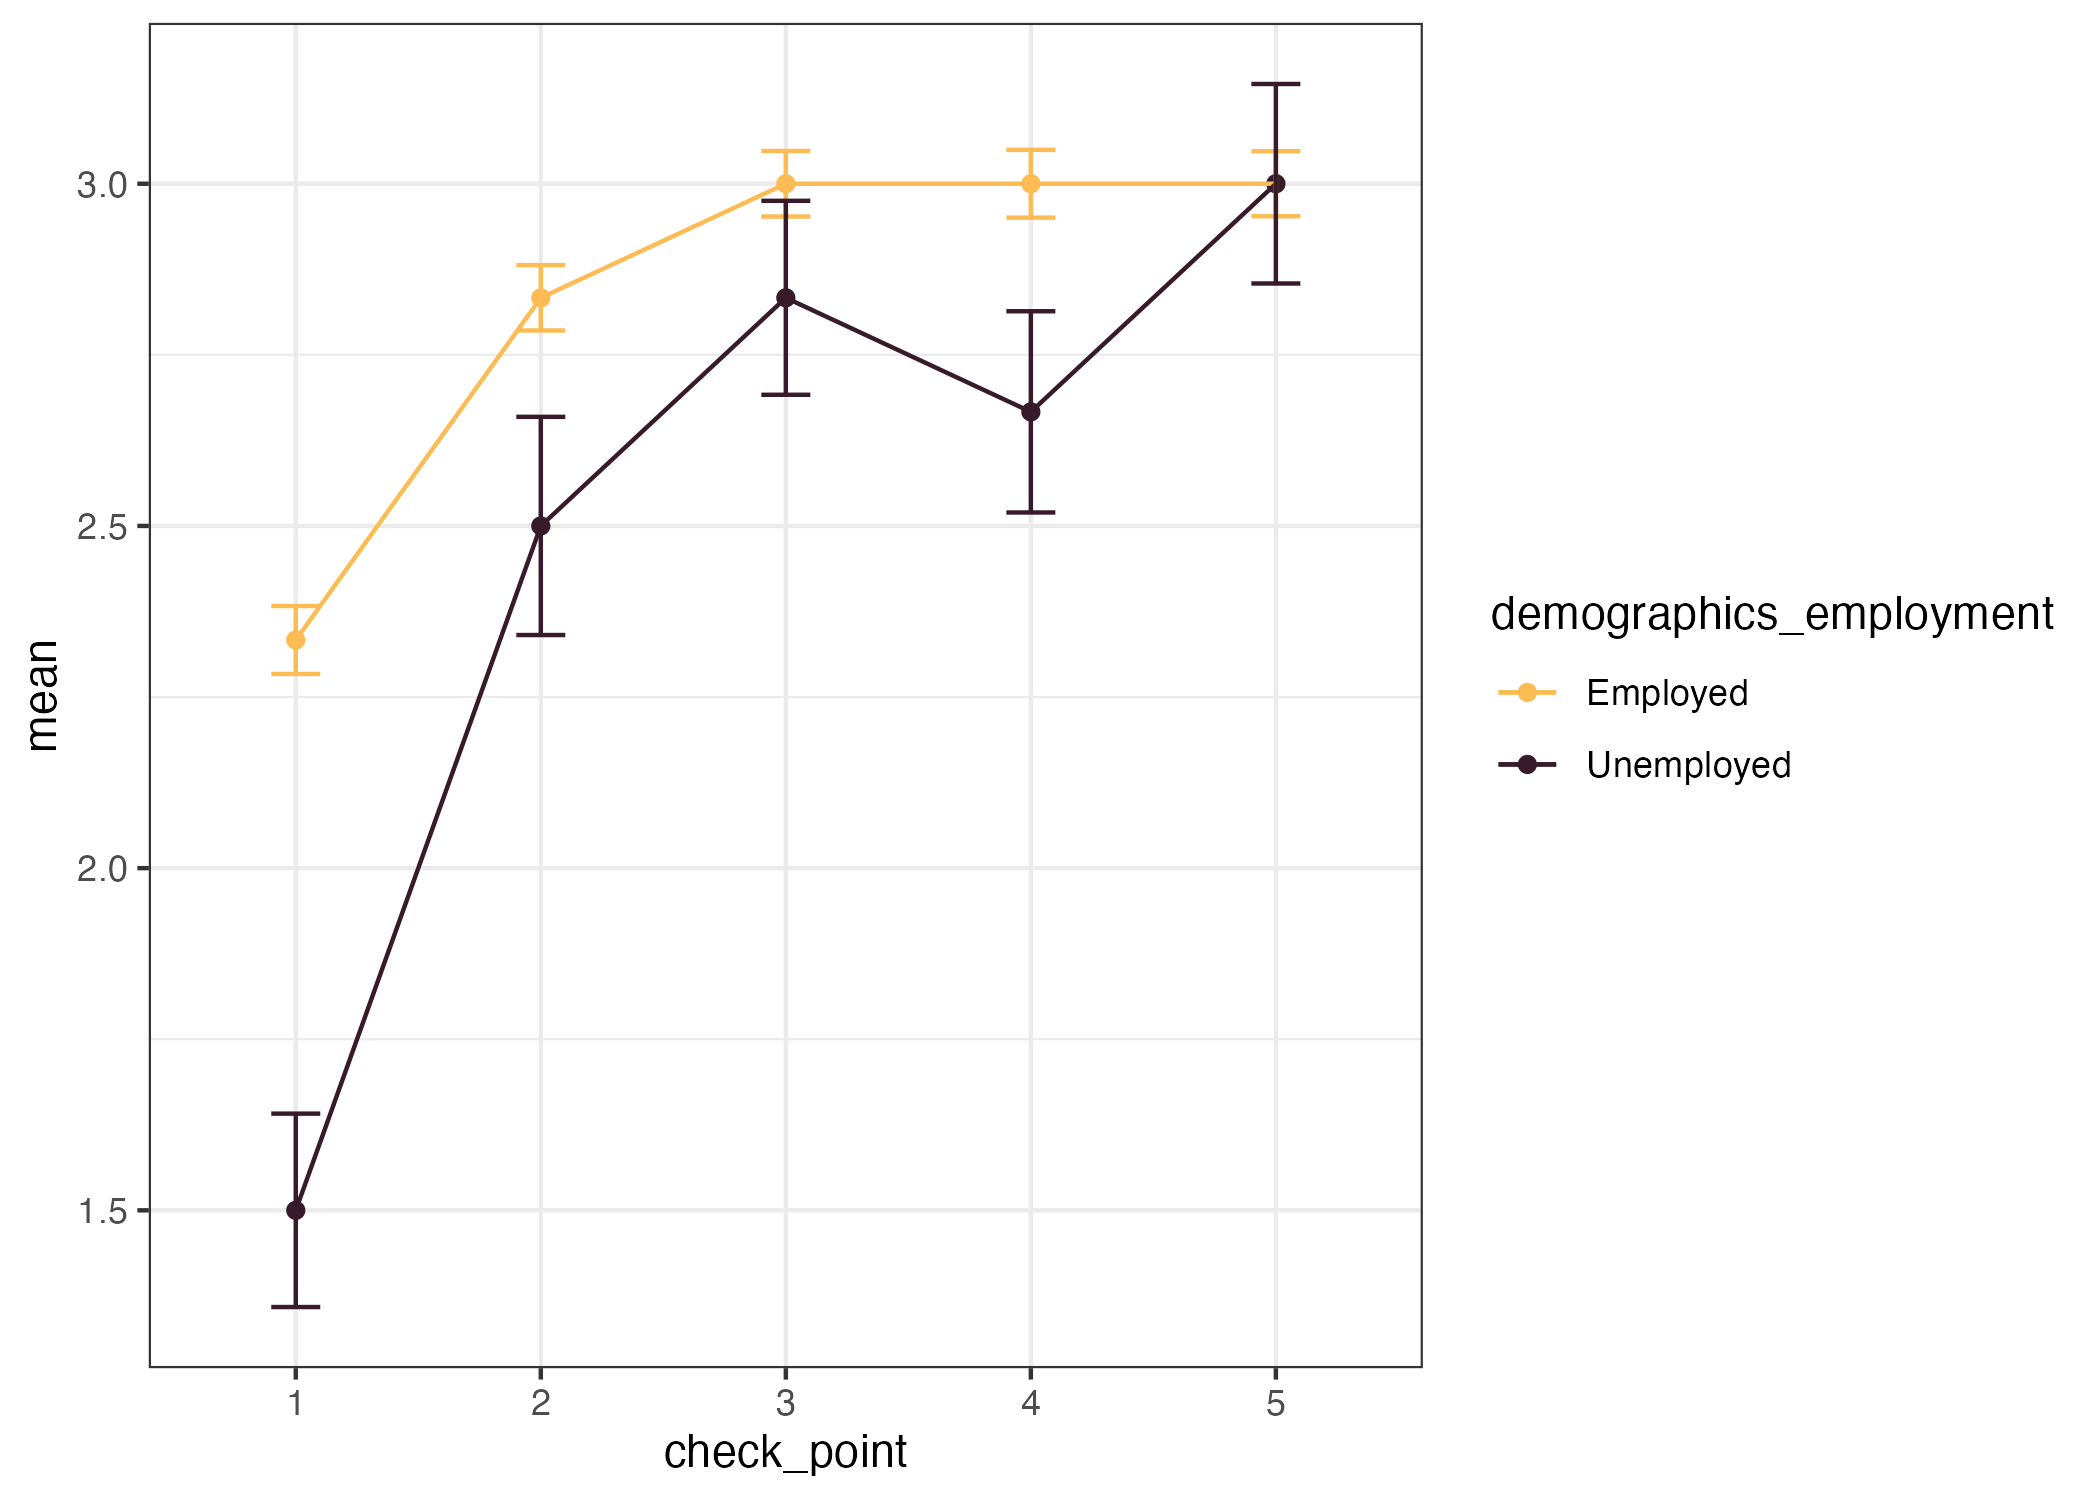 3.0
2.5
2.0
1.5
mean
1 2 3 4 5
check_point
demographics_employment
Employed
Unemployed